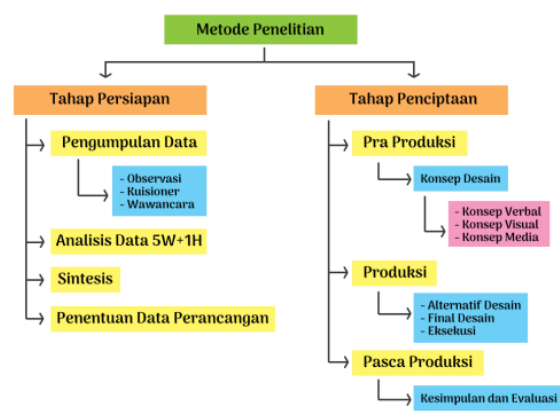 Metode Penelitian
Tahap Persiapan
Pengumpulan Data
- Observasi
- Kuisioner
- Wawancara
Analisis Data 5W+1H
Sintesis
Penentuan Data Perancangan
Tahap Penciptaan
Pra Produksi
Konsep Desain
- Konsep Verbal
- Konsep Visual
- Konsep Media
Produksi
- Alternatif Desain
- Final Desain
- Eksekusi
Pasca Produksi
Kesimpulan dan Evaluasi